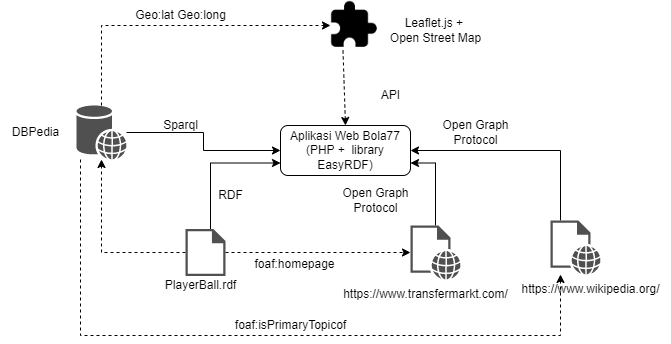 Geo:lat Geo:long
Leaflet.js +
Open Street Map
API
DBPedia
Sparql
Aplikasi Web Bola77
(PHP + library
EasyRDF)
Open Graph
Protocol
RDF
Open Graph
Protocol
foaf:homepage
PlayerBall.rdf
https://www.transfermarkt.com/
https://www.wikipedia.org/
foaf:isPrimaryTopicof